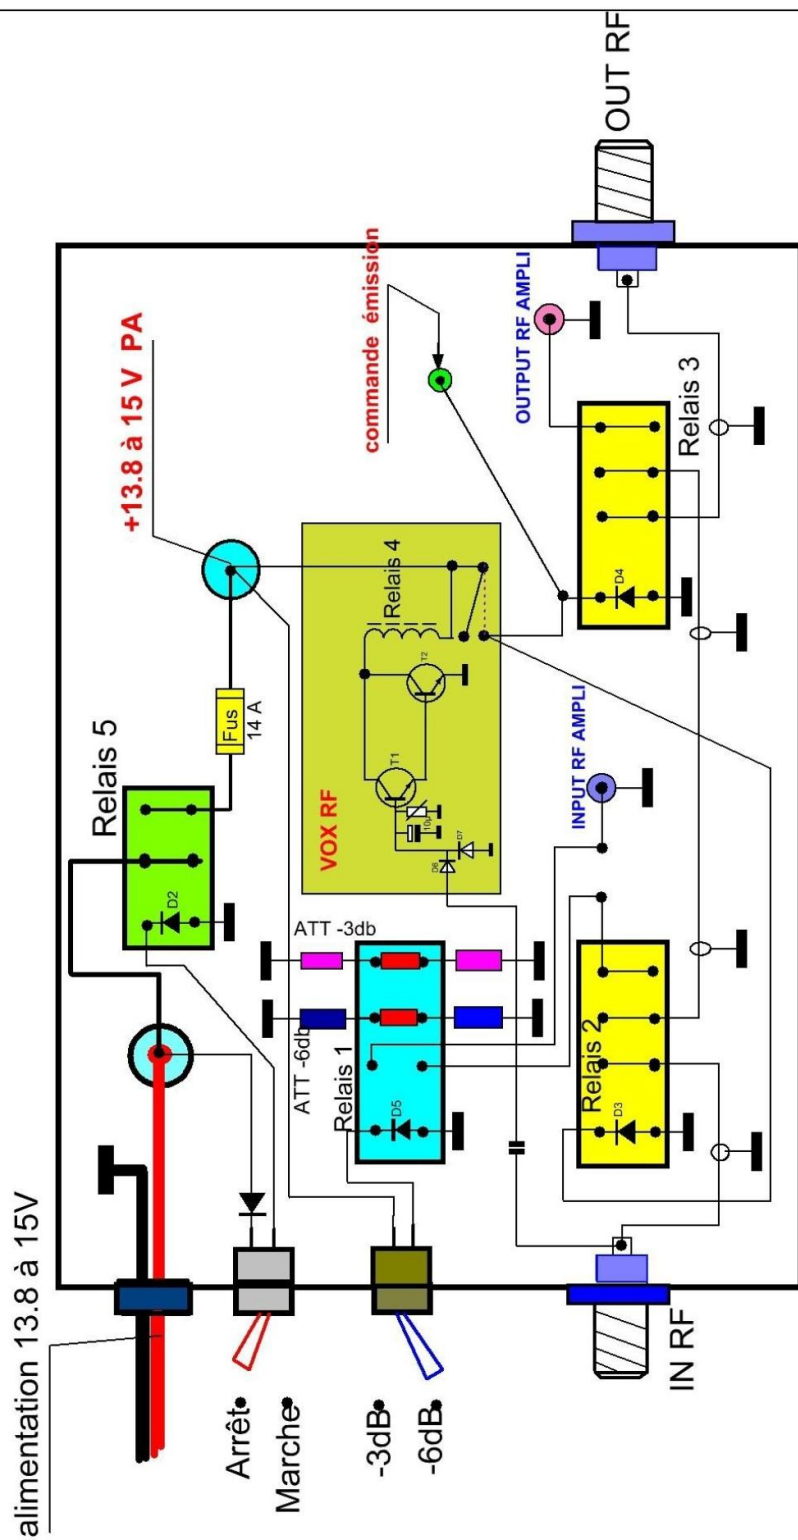 alimentation 13.8 à 15V
+13.8 à 15 V PA
Relais 5
D2
Fus
14 A
commande émission
VOX RF
Relais 4
T1
T2
10µ
D6
D7
ATT -3db
ATT -6db
Relais 1
D5
Arrêt
Marche
-3dB
-6dB
INPUT RF AMPLI
OUTPUT RF AMPLI
Relais 2
D3
Relais 3
D4
IN RF
OUT RF